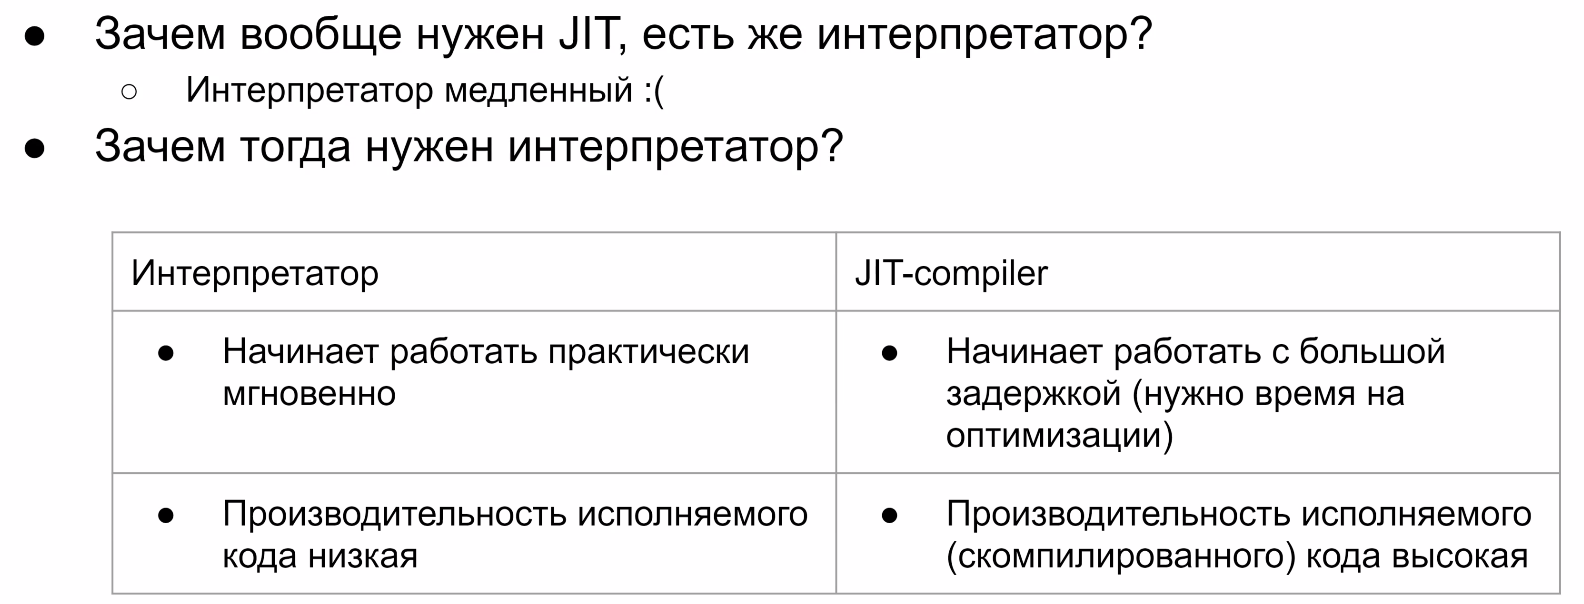 ● Зачем вообще нужен JIT, есть же интерпретатор?
○ Интерпретатор медленный :(
● Зачем тогда нужен интерпретатор?
Интерпретатор
JIT-compiler
● Начинает работать практически
мгновенно
● Начинает работать с большой
задержкой (нужно время на
оптимизации)
● Производительность исполняемого
кода низкая
● Производительность исполняемого
(скомпилированного) кода высокая